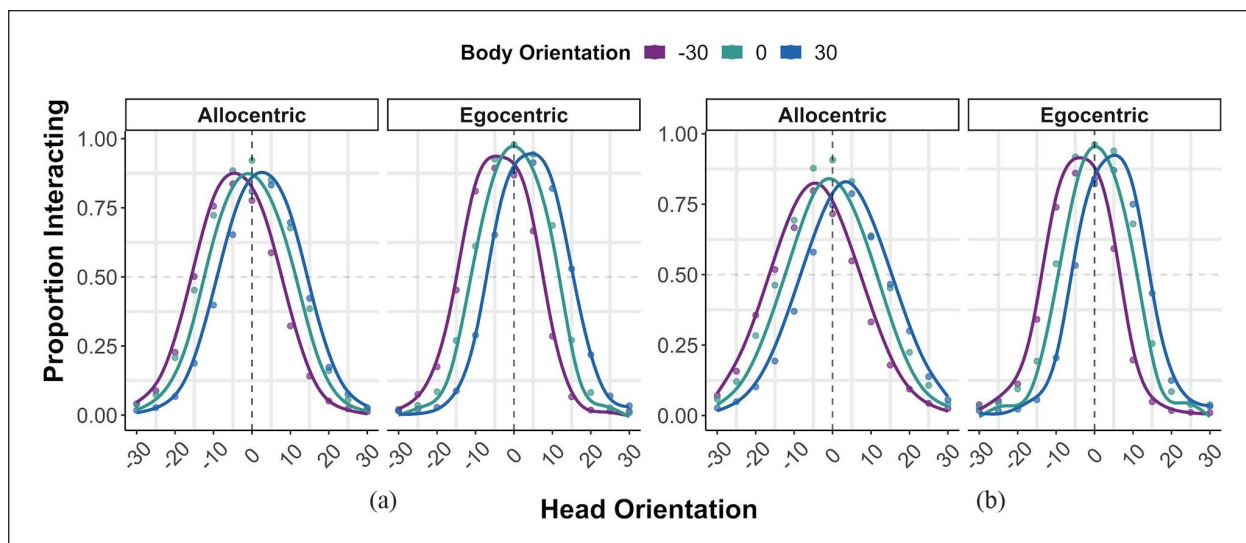 Body Orientation -30 0 30
Allocentric Egocentric Allocentric Egocentric
Proportion Interacting
1.00 1.00
0.75 0.75
0.50 0.50
0.25 0.25
0.00 0.00
-30 -20 -10 0 10 20 30 -30 -20 -10 0 10 20 30 -30 -20 -10 0 10 20 30 -30 -20 -10 0 10 20 30
(a) (b)
Head Orientation